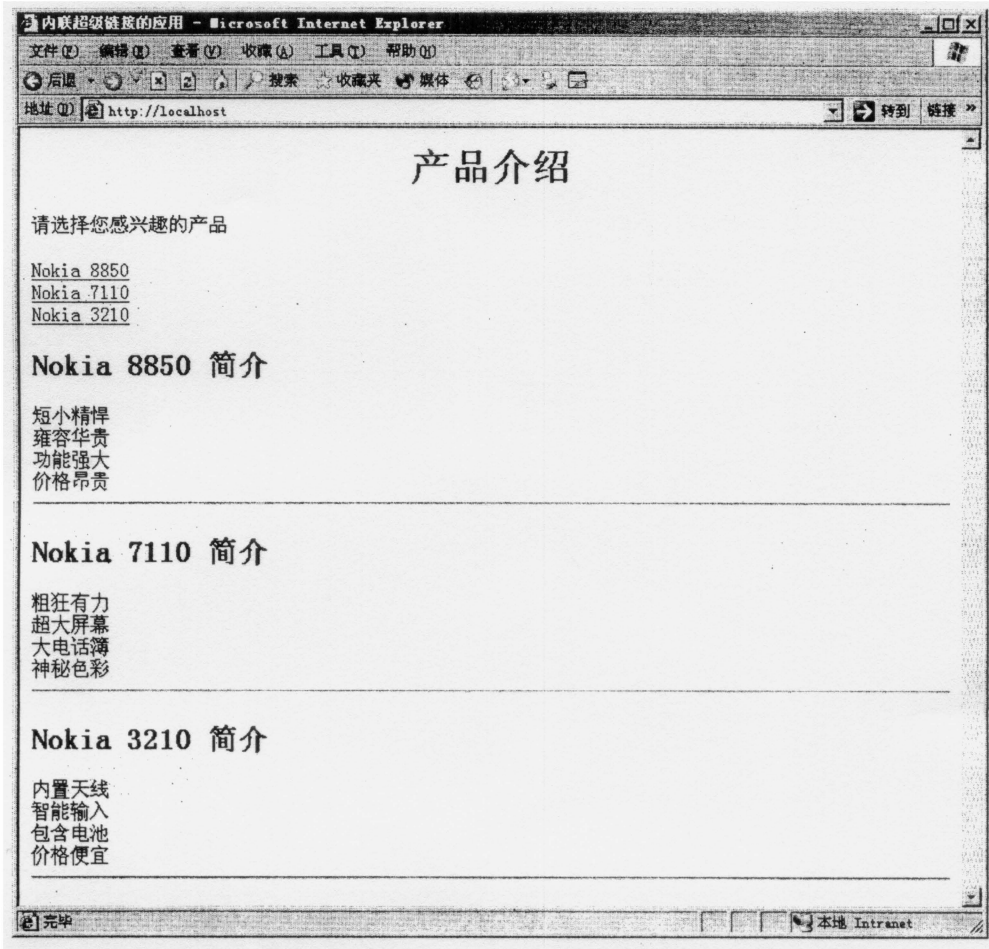 内联超级链接的应用 - Microsoft Internet Explorer
文件(F) 编辑(E) 查看(V) 收藏(A) 工具(T) 帮助(H)
后退 搜索 收藏夹 媒体
地址(D) http://localhost 转到 链接 »
产品介绍
请选择您感兴趣的产品
Nokia 8850
Nokia 7110
Nokia 3210
Nokia 8850 简介
短小精悍
雍容华贵
功能强大
价格昂贵
Nokia 7110 简介
粗狂有力
超大屏幕
大电话簿
神秘色彩
Nokia 3210 简介
内置天线
智能输入
包含电池
价格便宜
完毕 本地 Intranet